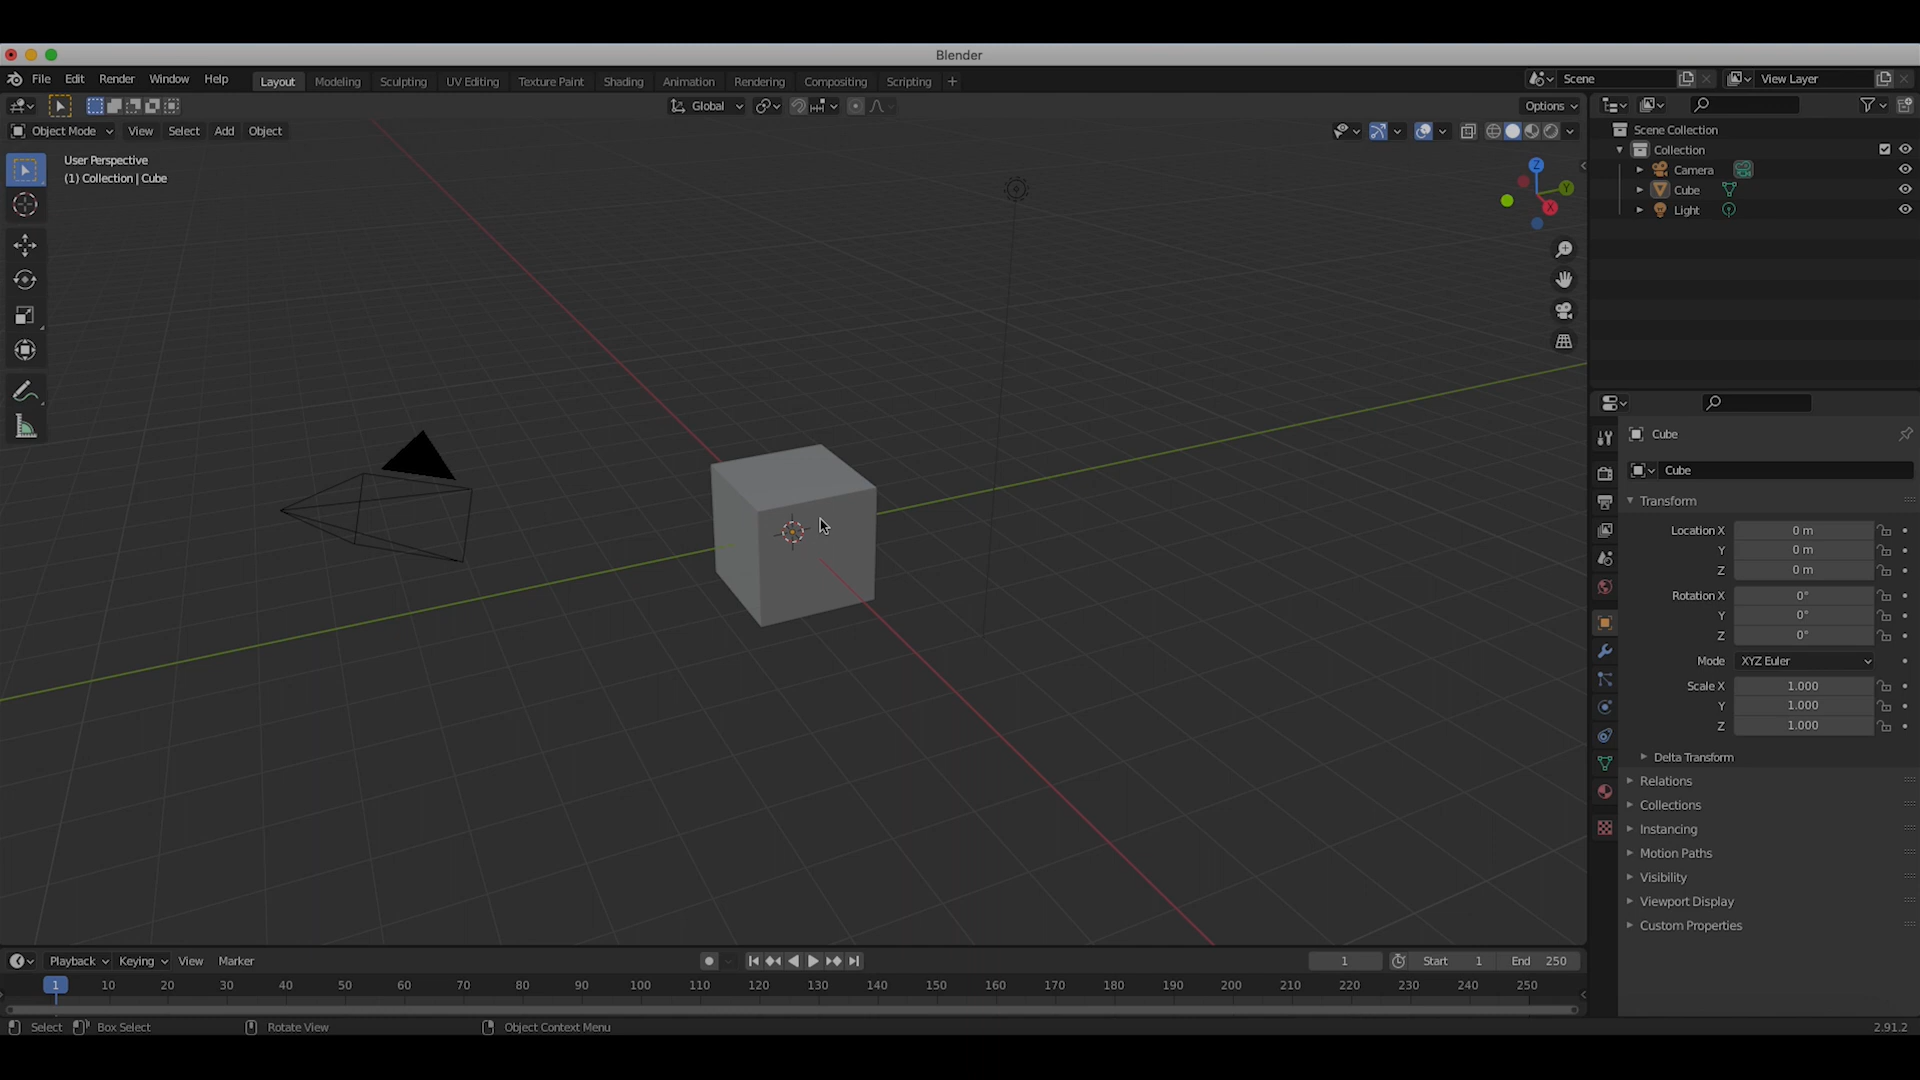 Blender
File Edit Render Window Help Layout Modeling Sculpting UV Editing Texture Paint Shading Animation Rendering Compositing Scripting + Scene View Layer
Global Options
Object Mode View Select Add Object
User Perspective
(1) Collection | Cube
Z
Y
X
Scene Collection
Collection
Camera
Cube
Light
Cube
Cube
Transform
Location X 0 m
Y 0 m
Z 0 m
Rotation X 0°
Y 0°
Z 0°
Mode XYZ Euler
Scale X 1.000
Y 1.000
Z 1.000
Delta Transform
Relations
Collections
Instancing
Motion Paths
Visibility
Viewport Display
Custom Properties
Playback Keying View Marker 1 Start 1 End 250
1 10 20 30 40 50 60 70 80 90 100 110 120 130 140 150 160 170 180 190 200 210 220 230 240 250
Select Box Select Rotate View Object Context Menu 2.91.2